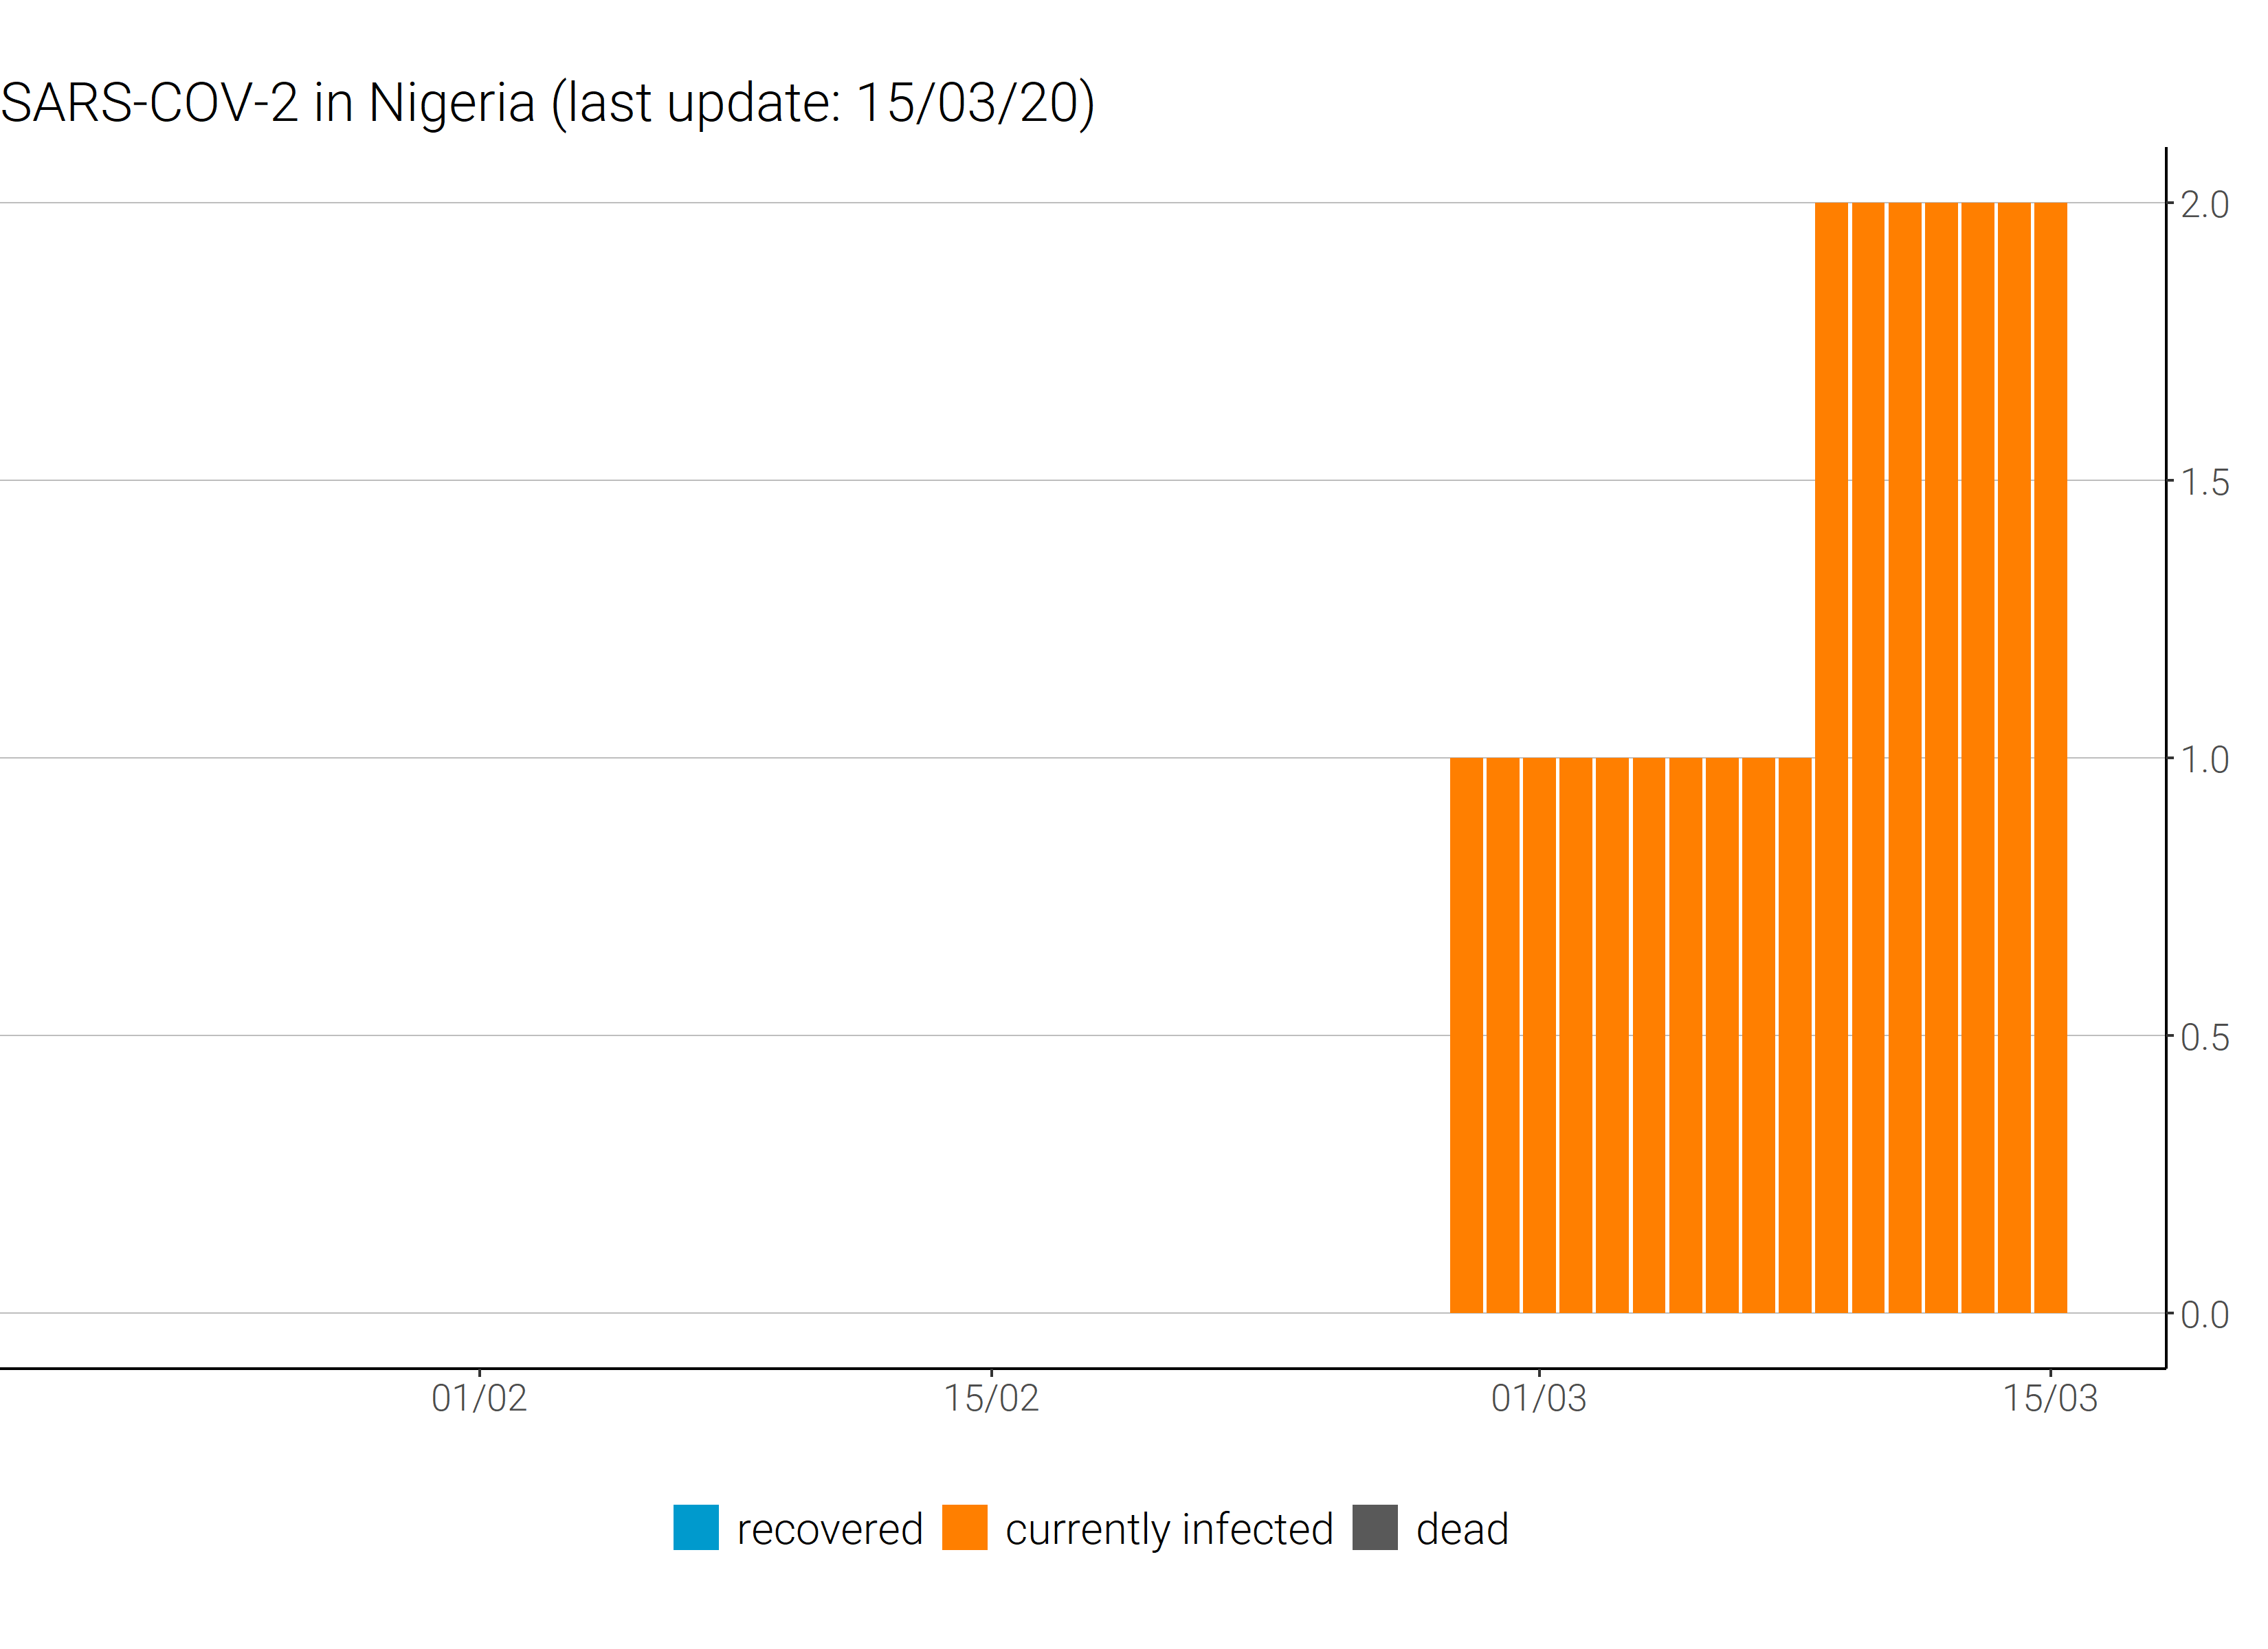 SARS-COV-2 in Nigeria (last update: 15/03/20)
2.0
1.5
1.0
0.5
0.0
01/02 15/02 01/03 15/03
recovered currently infected dead